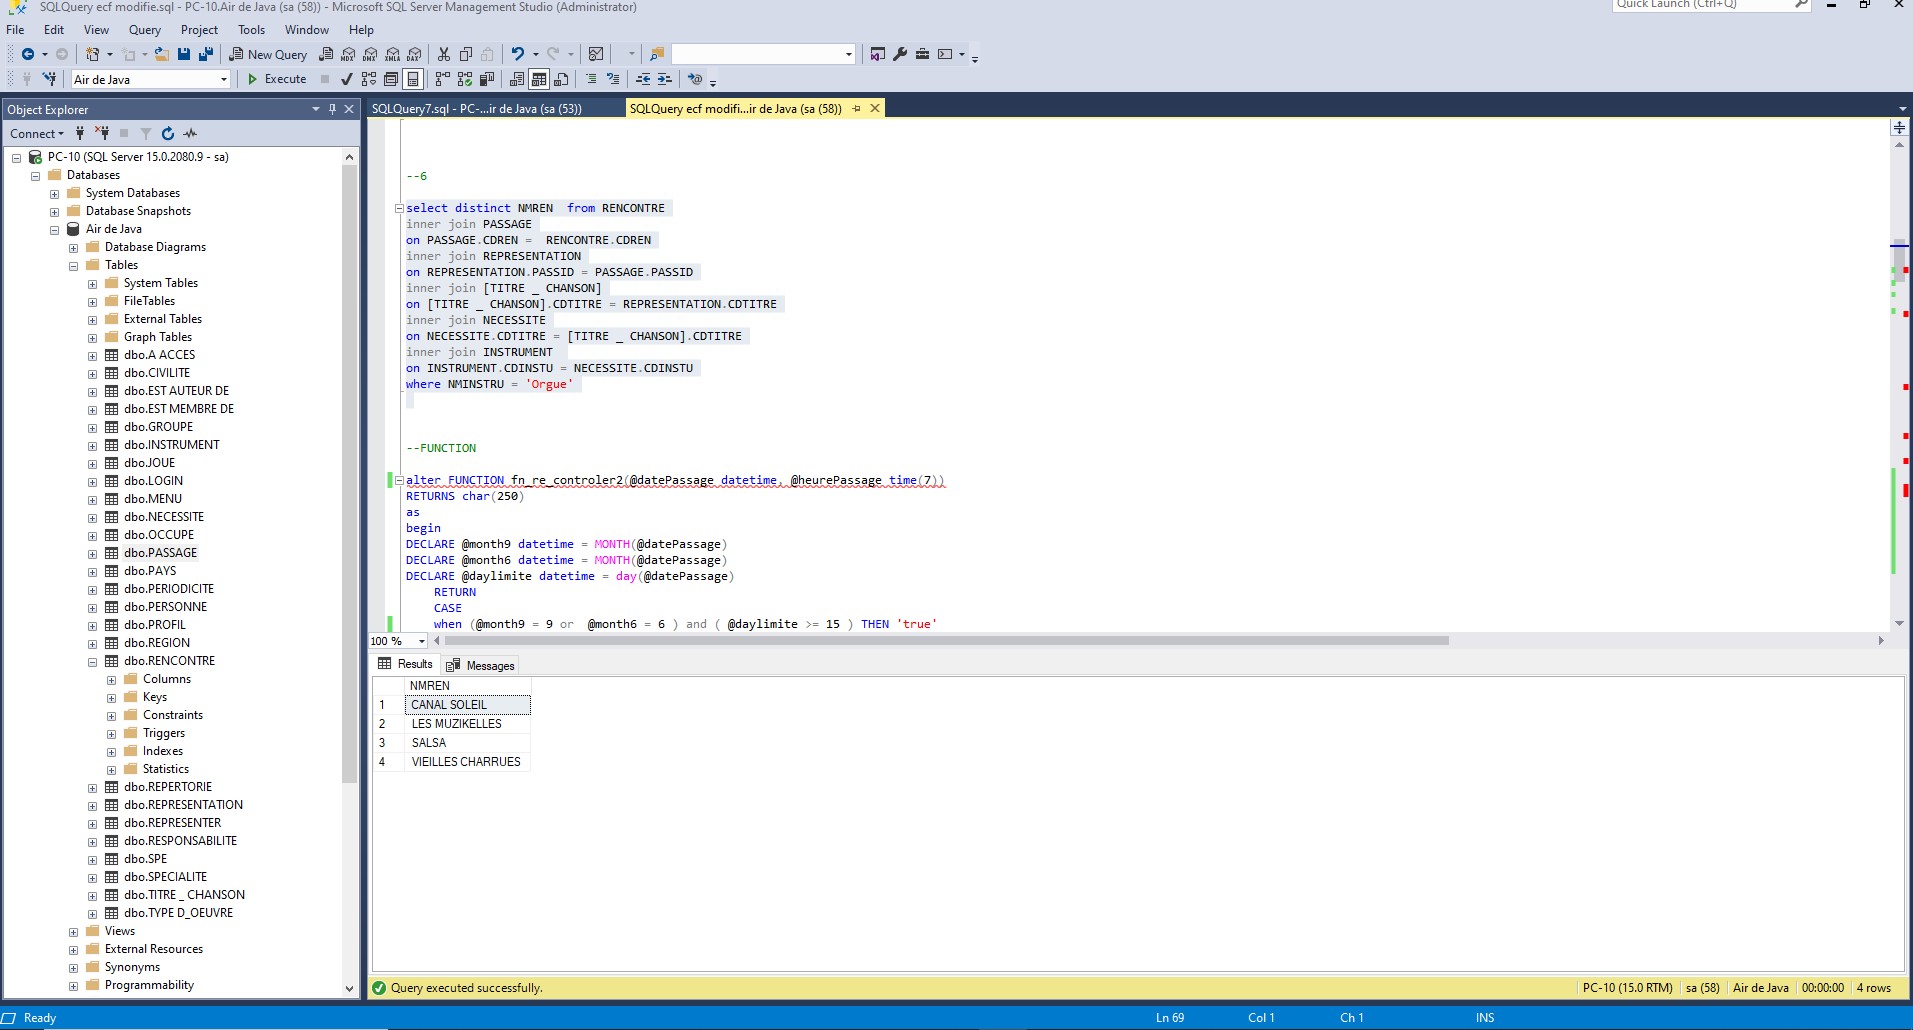 SQLQuery ecf modifie.sql - PC-10.Air de Java (sa (58)) - Microsoft SQL Server Management Studio (Administrator)
Quick Launch (Ctrl+Q)
File Edit View Query Project Tools Window Help
New Query
MDX DMX XMLA DAX
Air de Java
Execute
Object Explorer
SQLQuery7.sql - PC-...ir de Java (sa (53))
SQLQuery ecf modifi...ir de Java (sa (58))
Connect
PC-10 (SQL Server 15.0.2080.9 - sa)
Databases
System Databases
Database Snapshots
Air de Java
Database Diagrams
Tables
System Tables
FileTables
External Tables
Graph Tables
dbo.A ACCES
dbo.CIVILITE
dbo.EST AUTEUR DE
dbo.EST MEMBRE DE
dbo.GROUPE
dbo.INSTRUMENT
dbo.JOUE
dbo.LOGIN
dbo.MENU
dbo.NECESSITE
dbo.OCCUPE
dbo.PASSAGE
dbo.PAYS
dbo.PERIODICITE
dbo.PERSONNE
dbo.PROFIL
dbo.REGION
dbo.RENCONTRE
Columns
Keys
Constraints
Triggers
Indexes
Statistics
dbo.REPERTORIE
dbo.REPRESENTATION
dbo.REPRESENTER
dbo.RESPONSABILITE
dbo.SPE
dbo.SPECIALITE
dbo.TITRE _ CHANSON
dbo.TYPE D_OEUVRE
Views
External Resources
Synonyms
Programmability
--6
select distinct NMREN  from RENCONTRE
inner join PASSAGE
on PASSAGE.CDREN =  RENCONTRE.CDREN
inner join REPRESENTATION
on REPRESENTATION.PASSID = PASSAGE.PASSID
inner join [TITRE _ CHANSON]
on [TITRE _ CHANSON].CDTITRE = REPRESENTATION.CDTITRE
inner join NECESSITE
on NECESSITE.CDTITRE = [TITRE _ CHANSON].CDTITRE
inner join INSTRUMENT
on INSTRUMENT.CDINSTU = NECESSITE.CDINSTU
where NMINSTRU = 'Orgue'
--FUNCTION
alter FUNCTION fn_re_controler2(@datePassage datetime, @heurePassage time(7))
RETURNS char(250)
as
begin
DECLARE @month9 datetime = MONTH(@datePassage)
DECLARE @month6 datetime = MONTH(@datePassage)
DECLARE @daylimite datetime = day(@datePassage)
RETURN
CASE
when (@month9 = 9 or  @month6 = 6 ) and ( @daylimite >= 15 ) THEN 'true'
100 %
Results Messages
NMREN
1 CANAL SOLEIL
2 LES MUZIKELLES
3 SALSA
4 VIEILLES CHARRUES
Query executed successfully.
PC-10 (15.0 RTM) sa (58) Air de Java 00:00:00 4 rows
Ready
Ln 69 Col 1 Ch 1 INS